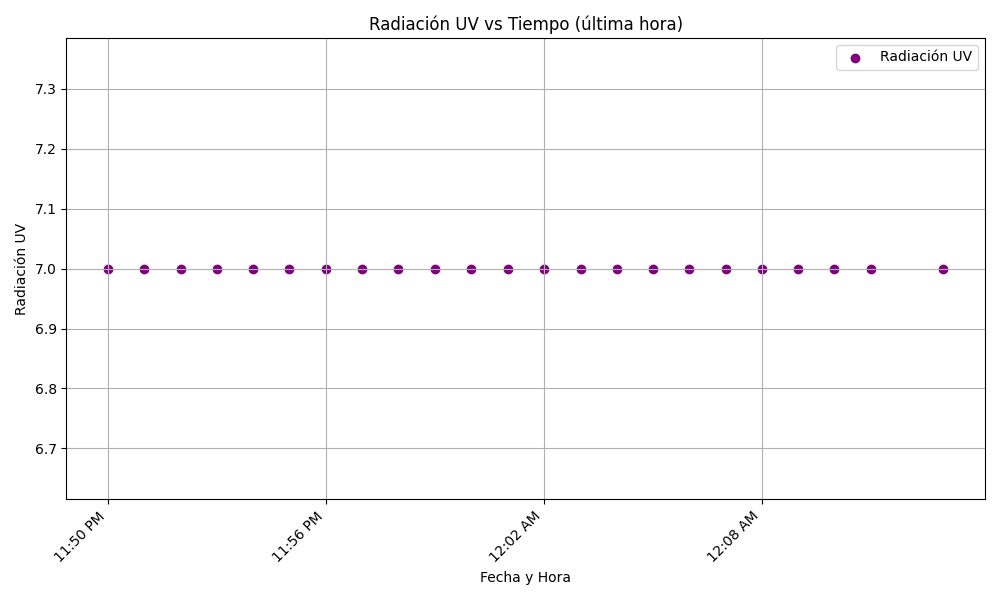 Radiación UV vs Tiempo (última hora)
Radiación UV
7.3
7.2
7.1
7.0
6.9
6.8
6.7
Radiación UV
11:50 PM
11:56 PM
12:02 AM
12:08 AM
Fecha y Hora